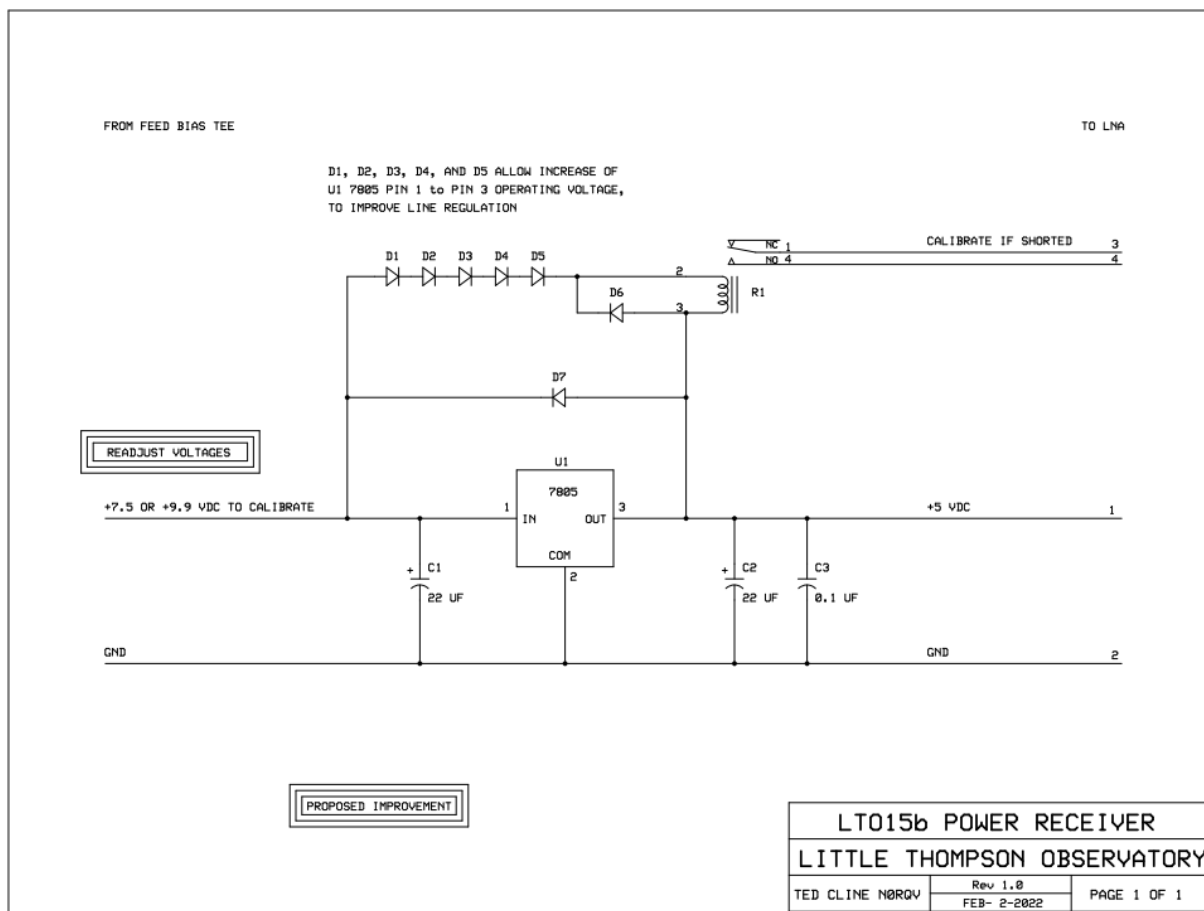 FROM FEED BIAS TEE
TO LNA
D1, D2, D3, D4, AND D5 ALLOW INCREASE OF
U1 7805 PIN 1 to PIN 3 OPERATING VOLTAGE,
TO IMPROVE LINE REGULATION
NC 1
CALIBRATE IF SHORTED
3
NO 4
4
D1 D2 D3 D4 D5
2
D6
3
R1
D7
READJUST VOLTAGES
U1
7805
+7.5 OR +9.9 VDC TO CALIBRATE
1
IN
OUT
3
+5 VDC
1
COM
2
+
C1
22 UF
+
C2
22 UF
C3
0.1 UF
GND
GND
2
PROPOSED IMPROVEMENT
LTO15b POWER RECEIVER
LITTLE THOMPSON OBSERVATORY
TED CLINE N0RQV
Rev 1.0
FEB- 2-2022
PAGE 1 OF 1